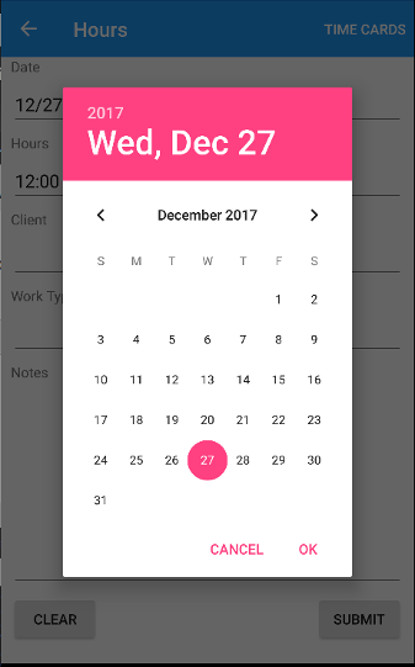 Hours TIME CARDS
Date
12/27
2017
Wed, Dec 27
Hours
12:00
December 2017
Client
S M T W T F S
Work Ty
1 2
3 4 5 6 7 8 9
Notes
10 11 12 13 14 15 16
17 18 19 20 21 22 23
24 25 26 27 28 29 30
31
CANCEL OK
CLEAR SUBMIT